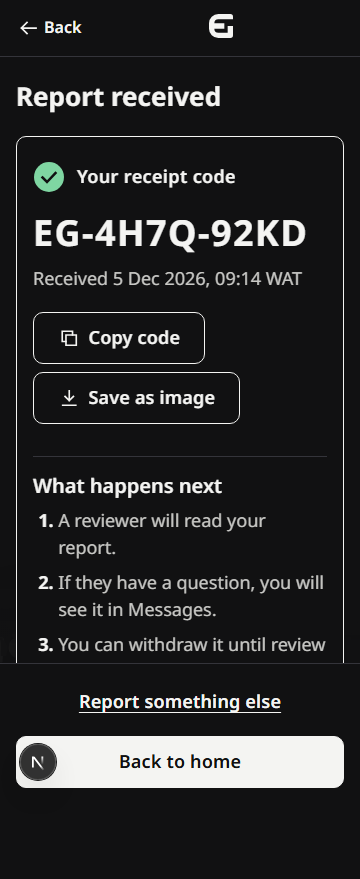 Back
Report received
Your receipt code
EG-4H7Q-92KD
Received 5 Dec 2026, 09:14 WAT
Copy code
Save as image
What happens next
1. A reviewer will read your
report.
2. If they have a question, you will
see it in Messages.
3. You can withdraw it until review
Report something else
N
Back to home